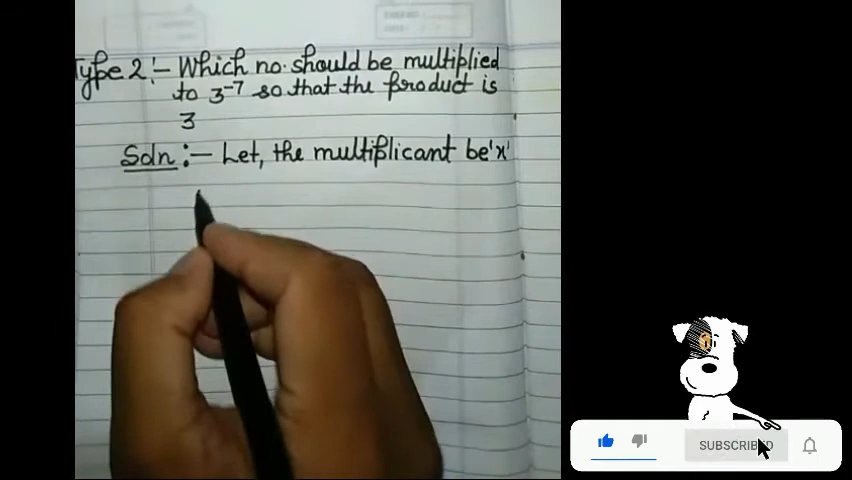 Type 2:- Which no. should be multiplied
to 3⁻⁷ so that the product is
3
Soln :- Let, the multiplicant be 'x'
SUBSCRIBED